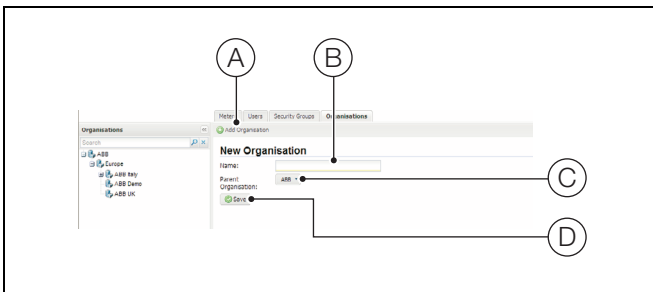 A
B
Meters Users Security Groups Organisations
Organisations
Add Organisation
Search
ABB
Europe
ABB Italy
ABB Demo
ABB UK
New Organisation
Name:
Parent Organisation:
ABB
C
Save
D